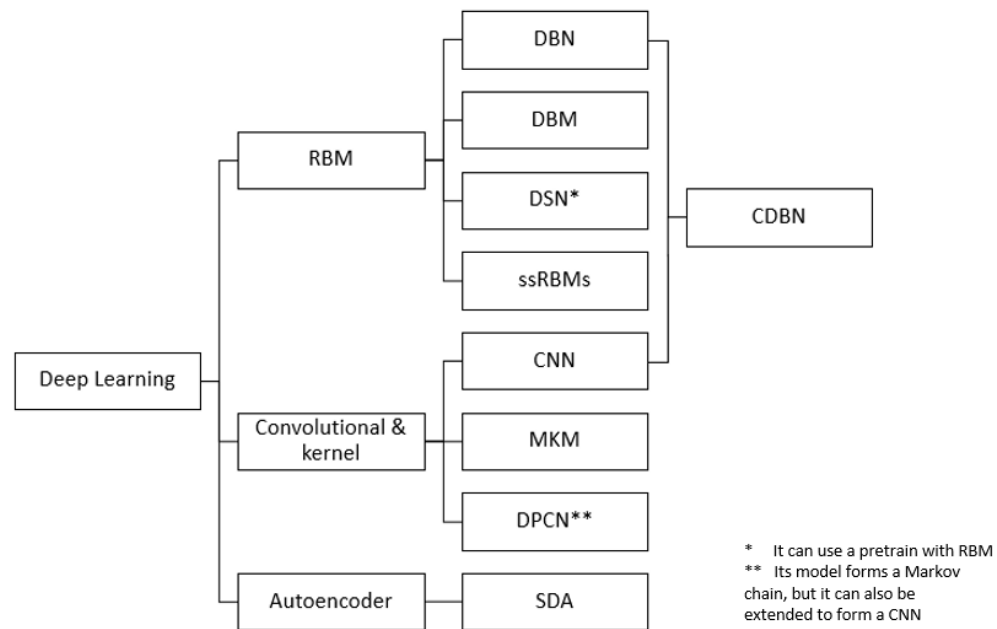 DBN
DBM
RBM
DSN*
CDBN
ssRBMs
CNN
Deep Learning
Convolutional &
kernel
MKM
DPCN**
* It can use a pretrain with RBM
** Its model forms a Markov
chain, but it can also be
extended to form a CNN
Autoencoder
SDA